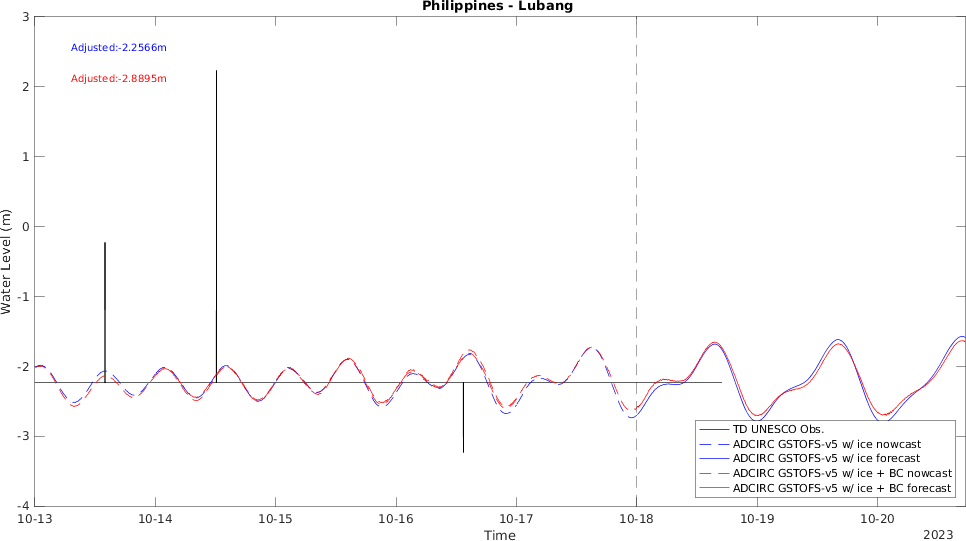 Philippines - Lubang
3
Adjusted:-2.2566m
Adjusted:-2.8895m
2
1
0
-1
-2
-3
-4
Water Level (m)
TD UNESCO Obs.
ADCIRC GSTOFS-v5 w/ ice nowcast
ADCIRC GSTOFS-v5 w/ ice forecast
ADCIRC GSTOFS-v5 w/ ice + BC nowcast
ADCIRC GSTOFS-v5 w/ ice + BC forecast
10-13 10-14 10-15 10-16 10-17 10-18 10-19 10-20
Time
2023